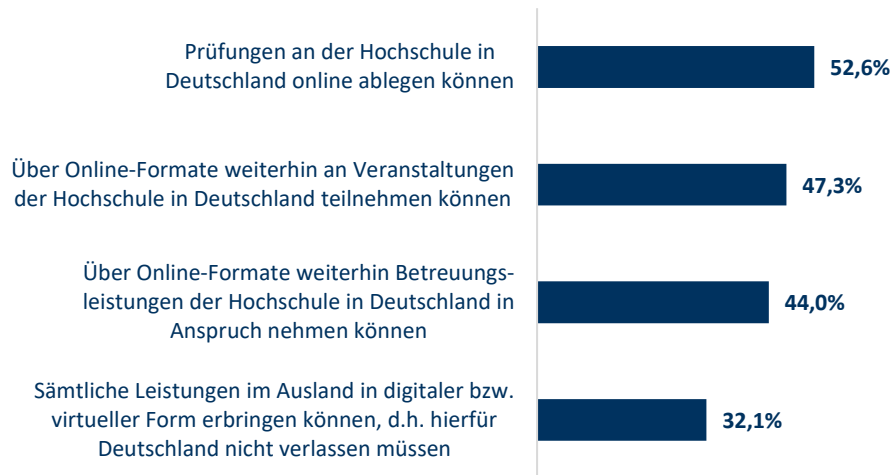 Prüfungen an der Hochschule in
Deutschland online ablegen können
52,6%
Über Online-Formate weiterhin an Veranstaltungen
der Hochschule in Deutschland teilnehmen können
47,3%
Über Online-Formate weiterhin Betreuungs-
leistungen der Hochschule in Deutschland in
Anspruch nehmen können
44,0%
Sämtliche Leistungen im Ausland in digitaler bzw.
virtueller Form erbringen können, d.h. hierfür
Deutschland nicht verlassen müssen
32,1%